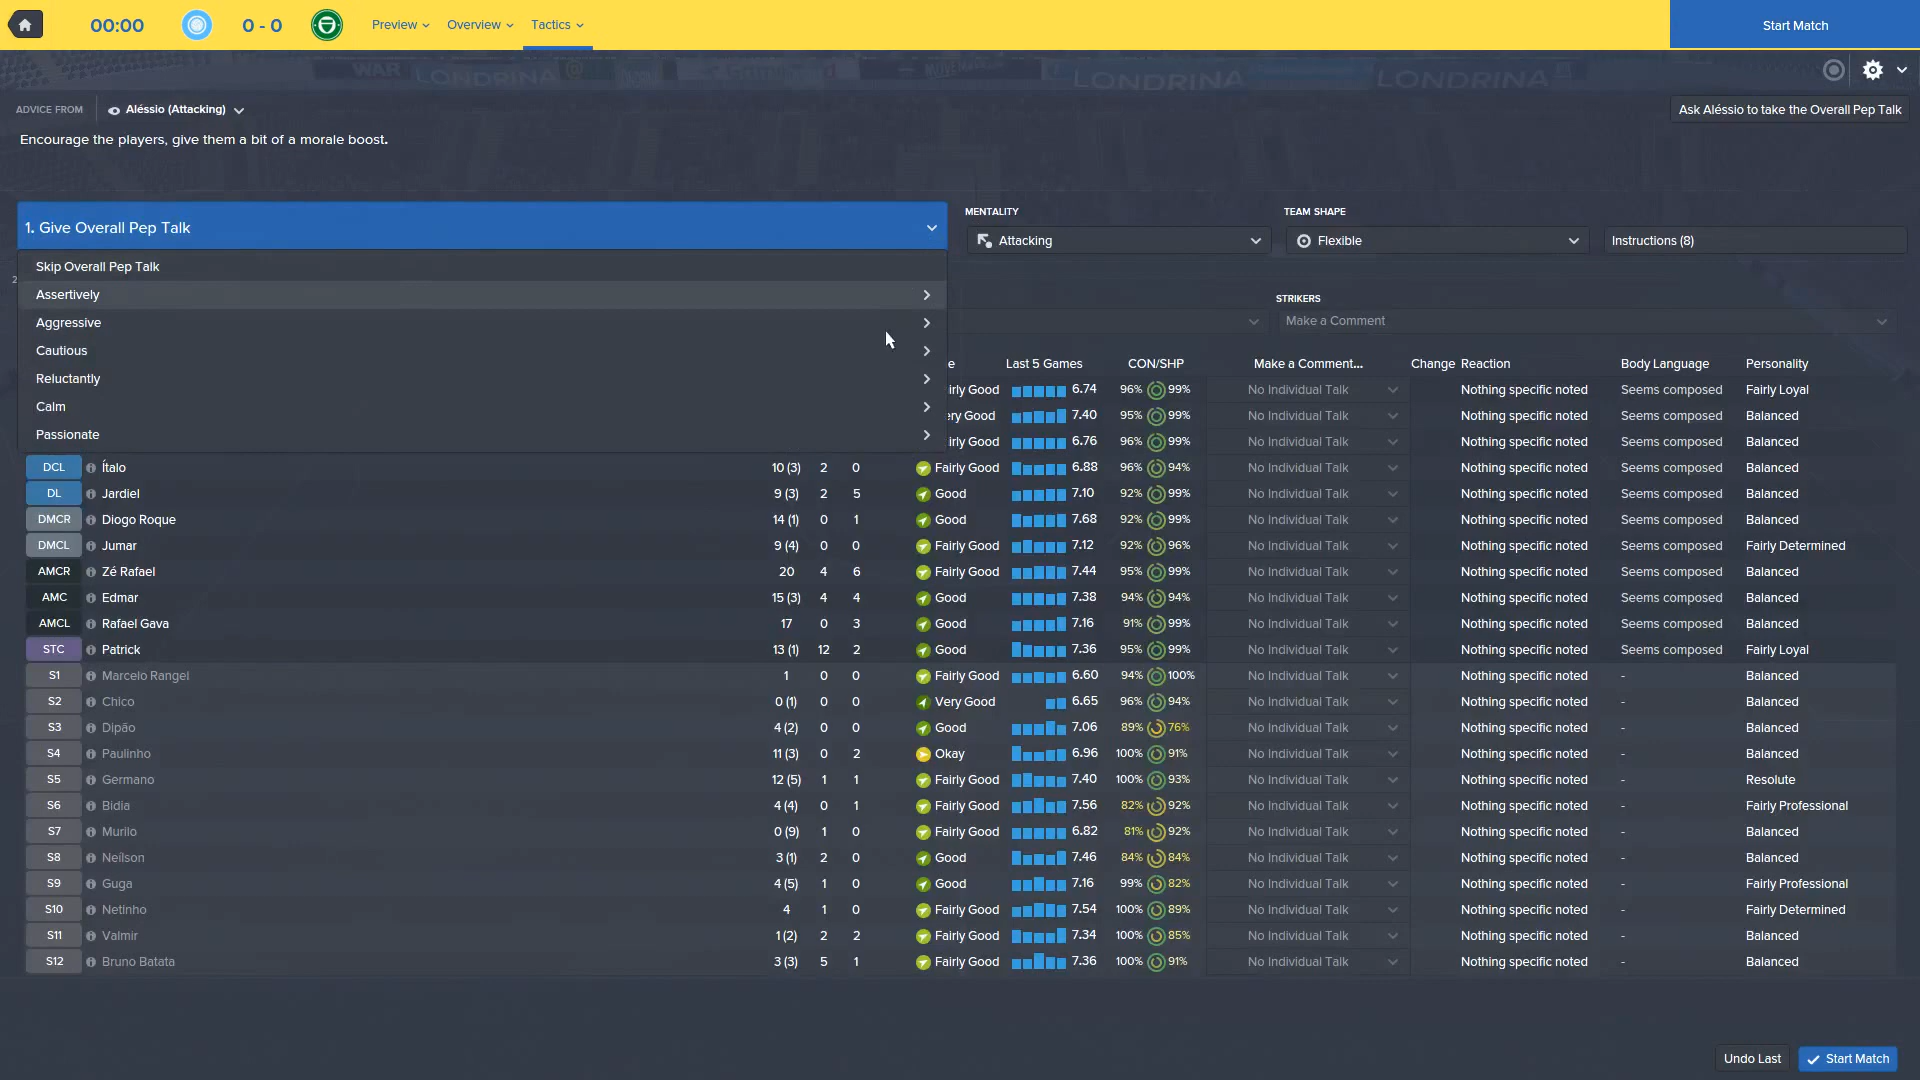 00:00 0 - 0 Preview Overview Tactics Start Match
LONDRINA LONDRINA LONDRINA
ADVICE FROM Aléssio (Attacking) Ask Aléssio to take the Overall Pep Talk
Encourage the players, give them a bit of a morale boost.
MENTALITY TEAM SHAPE
1. Give Overall Pep Talk Attacking Flexible Instructions (8)
Skip Overall Pep Talk
2
Assertively STRIKERS
Aggressive Make a Comment
Cautious Last 5 Games CON/SHP Make a Comment... Change Reaction Body Language Personality
Reluctantly irly Good 6.74 96% 99% No Individual Talk Nothing specific noted Seems composed Fairly Loyal
Calm ery Good 7.40 95% 99% No Individual Talk Nothing specific noted Seems composed Balanced
Passionate irly Good 6.76 96% 99% No Individual Talk Nothing specific noted Seems composed Balanced
DCL Ítalo 10 (3) 2 0 Fairly Good 6.88 96% 94% No Individual Talk Nothing specific noted Seems composed Balanced
DL Jardiel 9 (3) 2 5 Good 7.10 92% 99% No Individual Talk Nothing specific noted Seems composed Balanced
DMCR Diogo Roque 14 (1) 0 1 Good 7.68 92% 99% No Individual Talk Nothing specific noted Seems composed Balanced
DMCL Jumar 9 (4) 0 0 Fairly Good 7.12 92% 96% No Individual Talk Nothing specific noted Seems composed Fairly Determined
AMCR Zé Rafael 20 4 6 Fairly Good 7.44 95% 99% No Individual Talk Nothing specific noted Seems composed Balanced
AMC Edmar 15 (3) 4 4 Good 7.38 94% 94% No Individual Talk Nothing specific noted Seems composed Balanced
AMCL Rafael Gava 17 0 3 Good 7.16 91% 99% No Individual Talk Nothing specific noted Seems composed Balanced
STC Patrick 13 (1) 12 2 Good 7.36 95% 99% No Individual Talk Nothing specific noted Seems composed Fairly Loyal
S1 Marcelo Rangel 1 0 0 Fairly Good 6.60 94% 100% No Individual Talk Nothing specific noted - Balanced
S2 Chico 0 (1) 0 0 Very Good 6.65 96% 94% No Individual Talk Nothing specific noted - Balanced
S3 Dipão 4 (2) 0 0 Good 7.06 89% 76% No Individual Talk Nothing specific noted - Balanced
S4 Paulinho 11 (3) 0 2 Okay 6.96 100% 91% No Individual Talk Nothing specific noted - Balanced
S5 Germano 12 (5) 1 1 Fairly Good 7.40 100% 93% No Individual Talk Nothing specific noted - Resolute
S6 Bidia 4 (4) 0 1 Fairly Good 7.56 82% 92% No Individual Talk Nothing specific noted - Fairly Professional
S7 Murilo 0 (9) 1 0 Fairly Good 6.82 81% 92% No Individual Talk Nothing specific noted - Balanced
S8 Neílson 3 (1) 2 0 Good 7.46 84% 84% No Individual Talk Nothing specific noted - Balanced
S9 Guga 4 (5) 1 0 Good 7.16 99% 82% No Individual Talk Nothing specific noted - Fairly Professional
S10 Netinho 4 1 0 Fairly Good 7.54 100% 89% No Individual Talk Nothing specific noted - Fairly Determined
S11 Valmir 1 (2) 2 2 Fairly Good 7.34 100% 85% No Individual Talk Nothing specific noted - Balanced
S12 Bruno Batata 3 (3) 5 1 Fairly Good 7.36 100% 91% No Individual Talk Nothing specific noted - Balanced
Undo Last Start Match